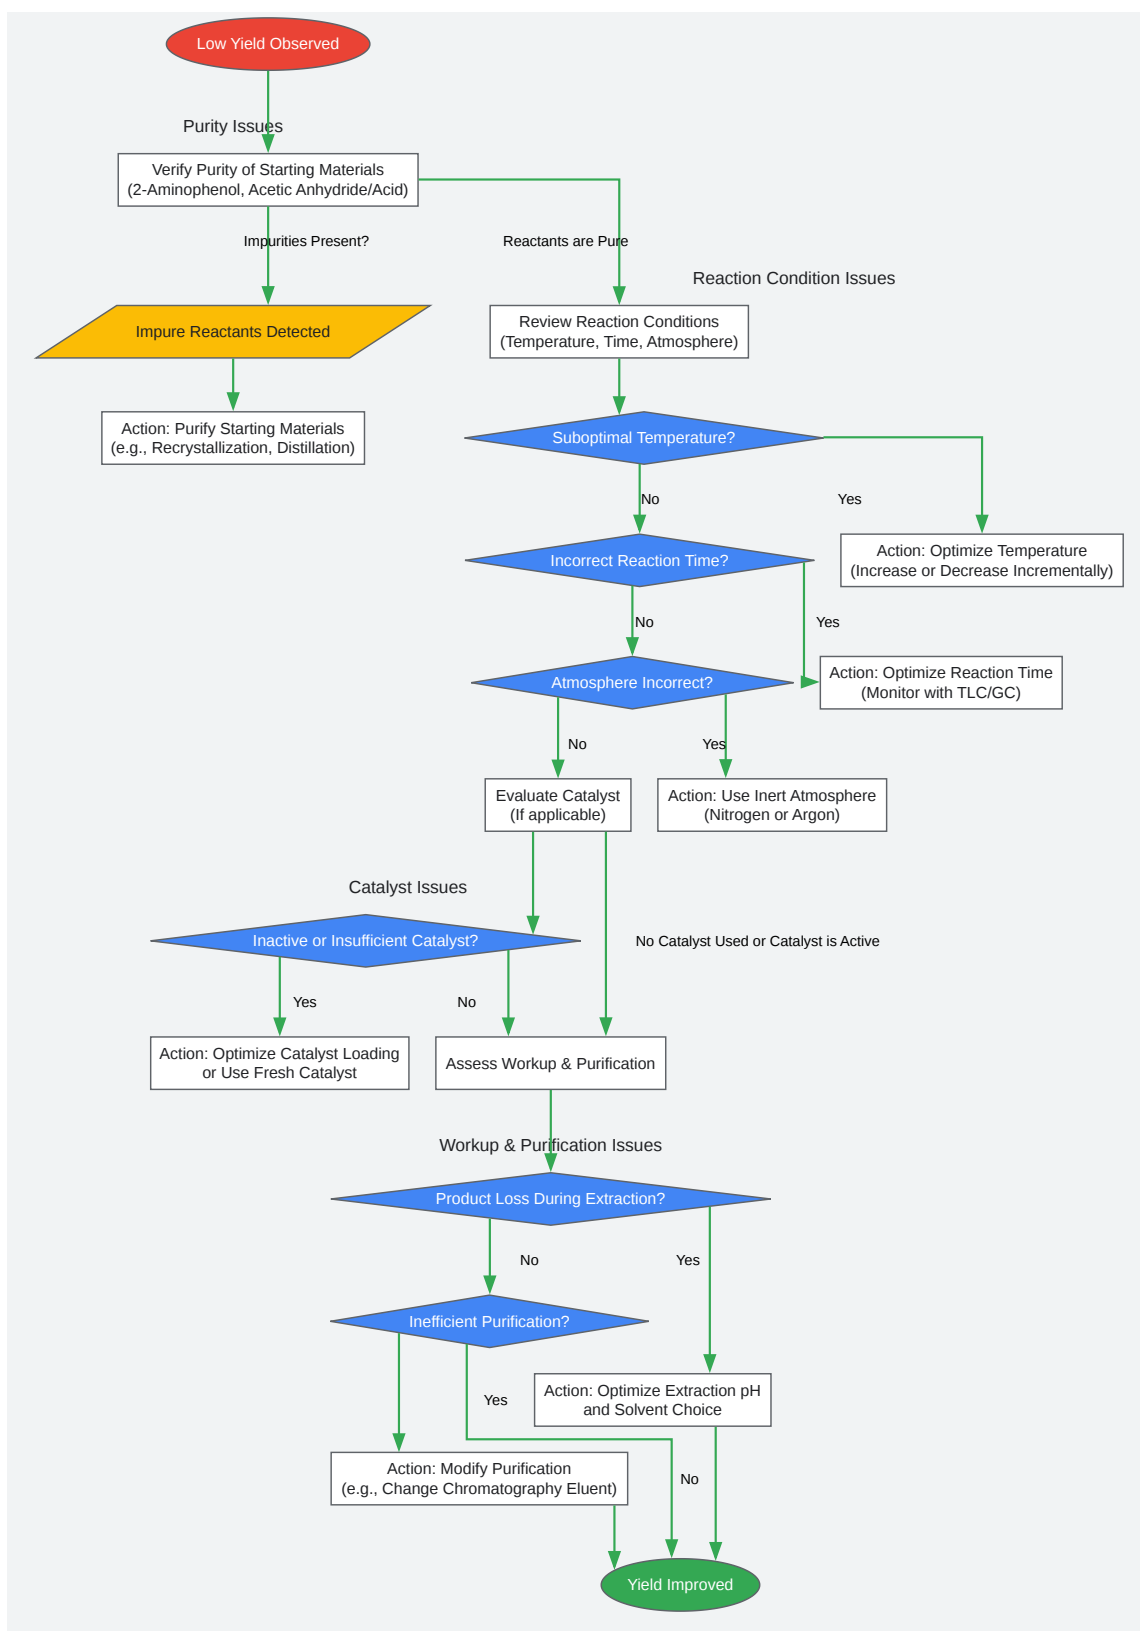 Low Yield Observed
Purity Issues
Verify Purity of Starting Materials
(2-Aminophenol, Acetic Anhydride/Acid)
Impurities Present?
Reactants are Pure
Reaction Condition Issues
Impure Reactants Detected
Review Reaction Conditions
(Temperature, Time, Atmosphere)
Action: Purify Starting Materials
(e.g., Recrystallization, Distillation)
Suboptimal Temperature?
No
Yes
Incorrect Reaction Time?
Action: Optimize Temperature
(Increase or Decrease Incrementally)
No
Yes
Atmosphere Incorrect?
Action: Optimize Reaction Time
(Monitor with TLC/GC)
No
Yes
Evaluate Catalyst
(If applicable)
Action: Use Inert Atmosphere
(Nitrogen or Argon)
Catalyst Issues
Inactive or Insufficient Catalyst?
No Catalyst Used or Catalyst is Active
Yes
No
Action: Optimize Catalyst Loading
or Use Fresh Catalyst
Assess Workup & Purification
Workup & Purification Issues
Product Loss During Extraction?
No
Yes
Inefficient Purification?
Yes
Action: Optimize Extraction pH
and Solvent Choice
Action: Modify Purification
(e.g., Change Chromatography Eluent)
No
Yield Improved